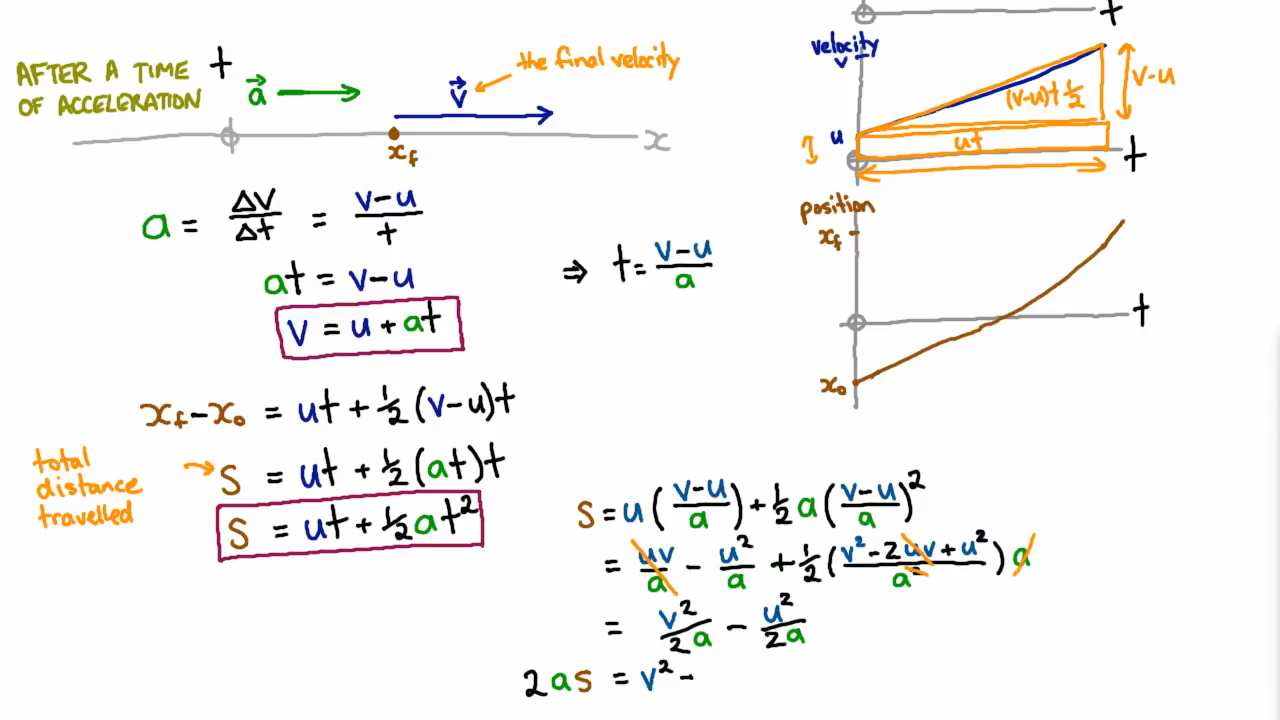 AFTER A TIME t
OF ACCELERATION
a⃗
v⃗
the final velocity
x_f
x
a = Δv/Δt = (v-u)/t
at = v-u
⇒ t = (v-u)/a
v = u + at
x_f - x_0 = ut + ½(v-u)t
total
distance
travelled
S = ut + ½(at)t
S = ut + ½at²
t
velocity
v
v-u
(v-u)t ½
u
ut
t
position
x_f
t
x_0
S = u((v-u)/a) + ½a((v-u)/a)²
= uv/a - u²/a + ½((v² - 2uv + u²)/a²)a
= v²/2a - u²/2a
2as = v² -